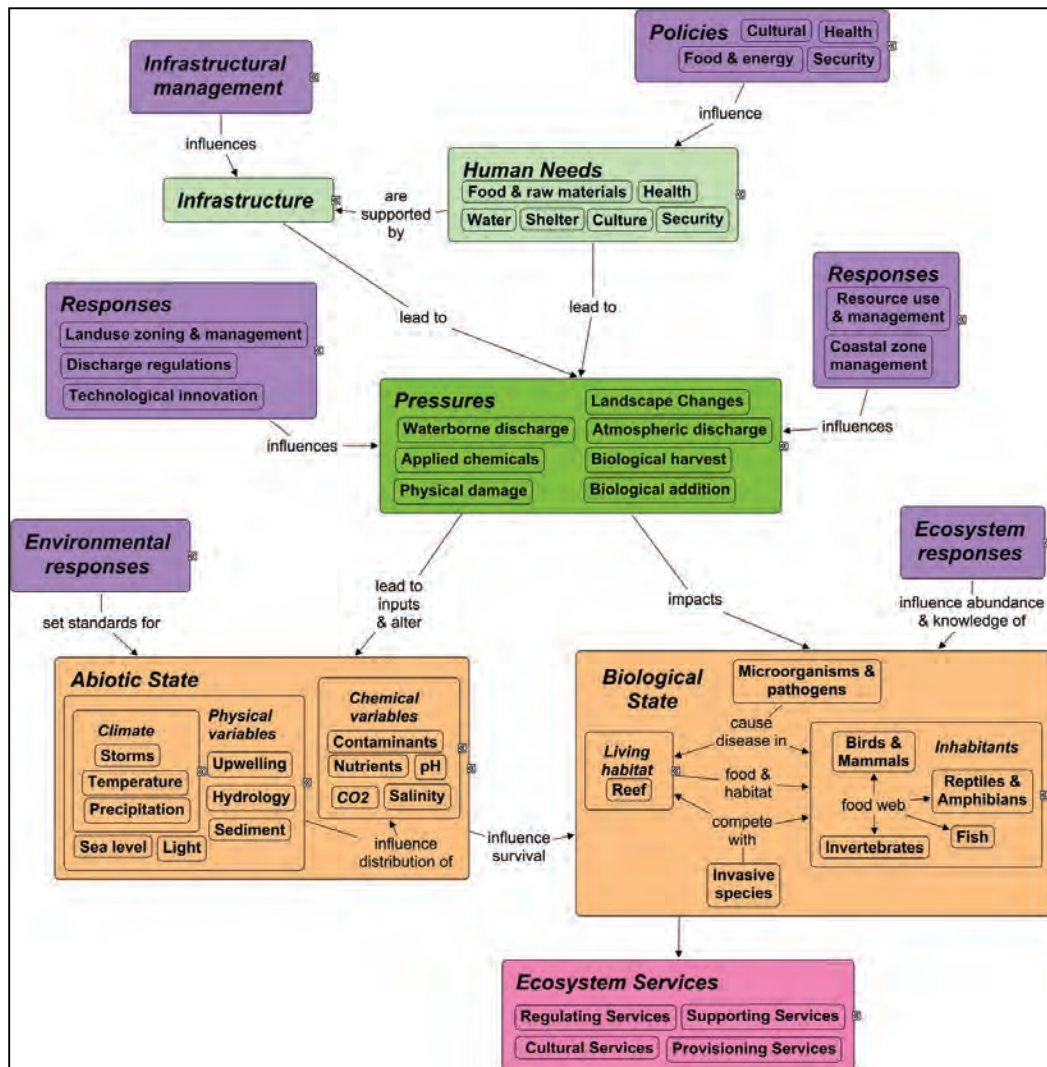 Infrastructural
management
Policies
Cultural
Health
Food & energy
Security
influences
influence
Infrastructure
are
supported
by
Human Needs
Food & raw materials
Health
Water
Shelter
Culture
Security
Responses
Landuse zoning & management
Discharge regulations
Technological innovation
lead to
lead to
Responses
Resource use
& management
Coastal zone
management
influences
Pressures
Landscape Changes
Waterborne discharge
Atmospheric discharge
Applied chemicals
Biological harvest
Physical damage
Biological addition
influences
Environmental
responses
Ecosystem
responses
set standards for
lead to
inputs
& alter
impacts
influence abundance
& knowledge of
Abiotic State
Climate
Storms
Temperature
Precipitation
Sea level
Light
Physical
variables
Upwelling
Hydrology
Sediment
Chemical
variables
Contaminants
Nutrients
pH
CO2
Salinity
influence
distribution of
influence
survival
Biological
State
Microorganisms &
pathogens
cause
disease in
Living
habitat
Reef
food &
habitat
compete
with
Invasive
species
Birds &
Mammals
Inhabitants
Reptiles &
Amphibians
food web
Invertebrates
Fish
Ecosystem Services
Regulating Services
Supporting Services
Cultural Services
Provisioning Services